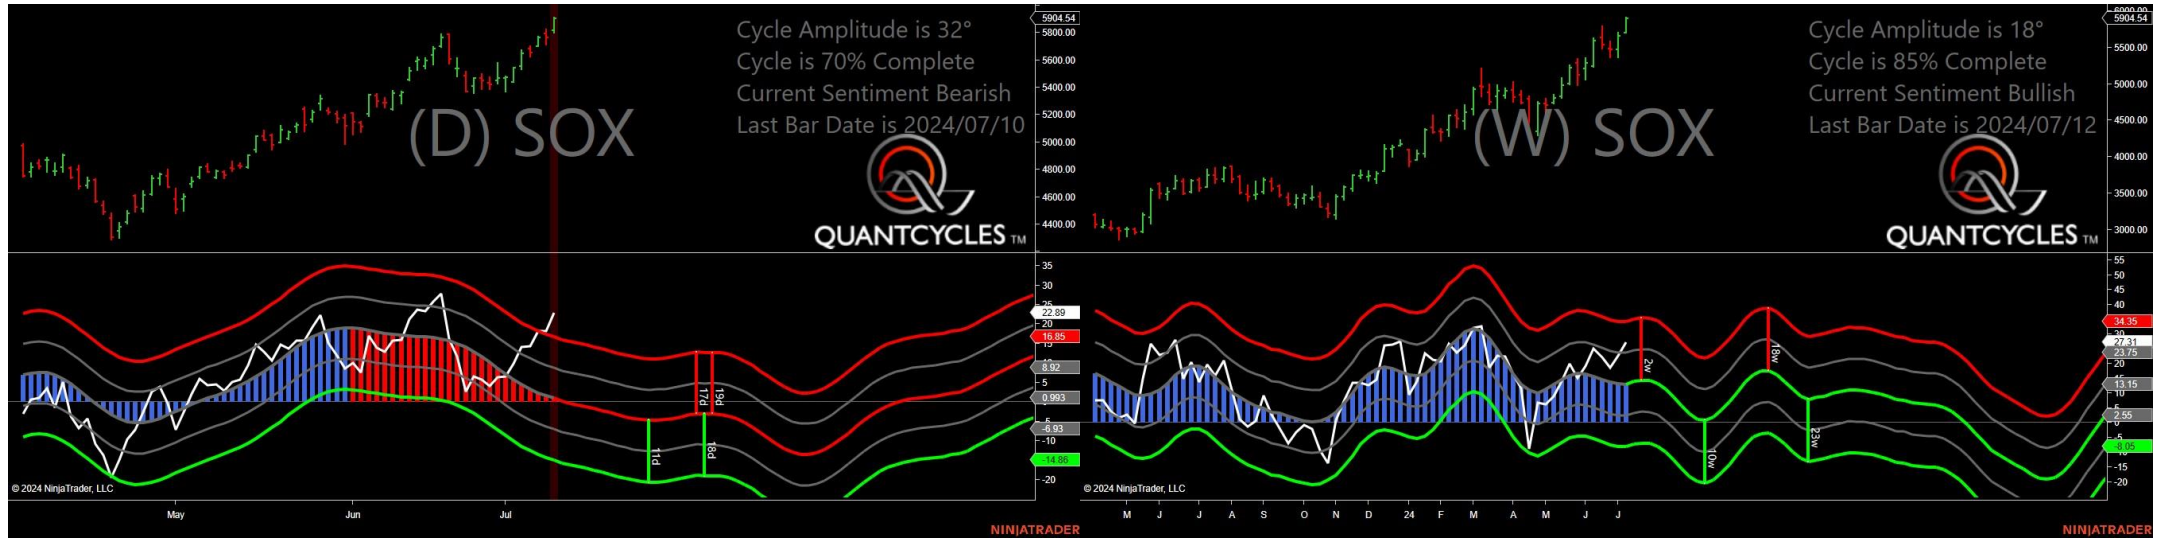 Cycle Amplitude is 32°
Cycle is 70% Complete
Current Sentiment Bearish
Last Bar Date is 2024/07/10
(D) SOX
QUANTCYCLES TM
5904.54
5800.00
5600.00
5400.00
5200.00
5000.00
4800.00
4600.00
4400.00
35
30
22.89
20
16.85
8.92
5
0.993
-6.93
-10
-14.86
-20
11d
17d
18d
19d
© 2024 NinjaTrader, LLC
May
Jun
Jul
NINJATRADER
Cycle Amplitude is 18°
Cycle is 85% Complete
Current Sentiment Bullish
Last Bar Date is 2024/07/12
(W) SOX
QUANTCYCLES TM
5904.54
5500.00
5000.00
4500.00
4000.00
3500.00
3000.00
55
50
45
40
34.35
27.31
23.75
20
13.15
2.55
-8.05
-15
-20
2w
10w
18w
23w
© 2024 NinjaTrader, LLC
M J J A S O N D 24 F M A M J J
NINJATRADER